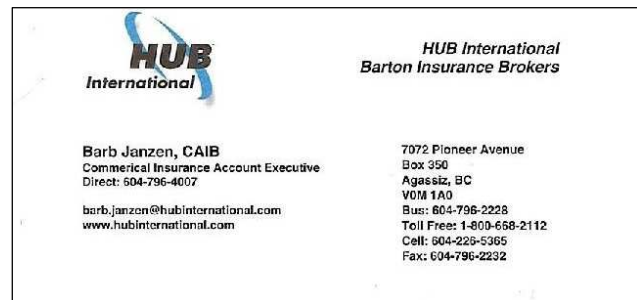 HUB
International
HUB International
Barton Insurance Brokers
Barb Janzen, CAIB
Commerical Insurance Account Executive
Direct: 604-796-4007
barb.janzen@hubinternational.com
www.hubinternational.com
7072 Pioneer Avenue
Box 350
Agassiz, BC
V0M 1A0
Bus: 604-796-2228
Toll Free: 1-800-668-2112
Cell: 604-226-5365
Fax: 604-796-2232